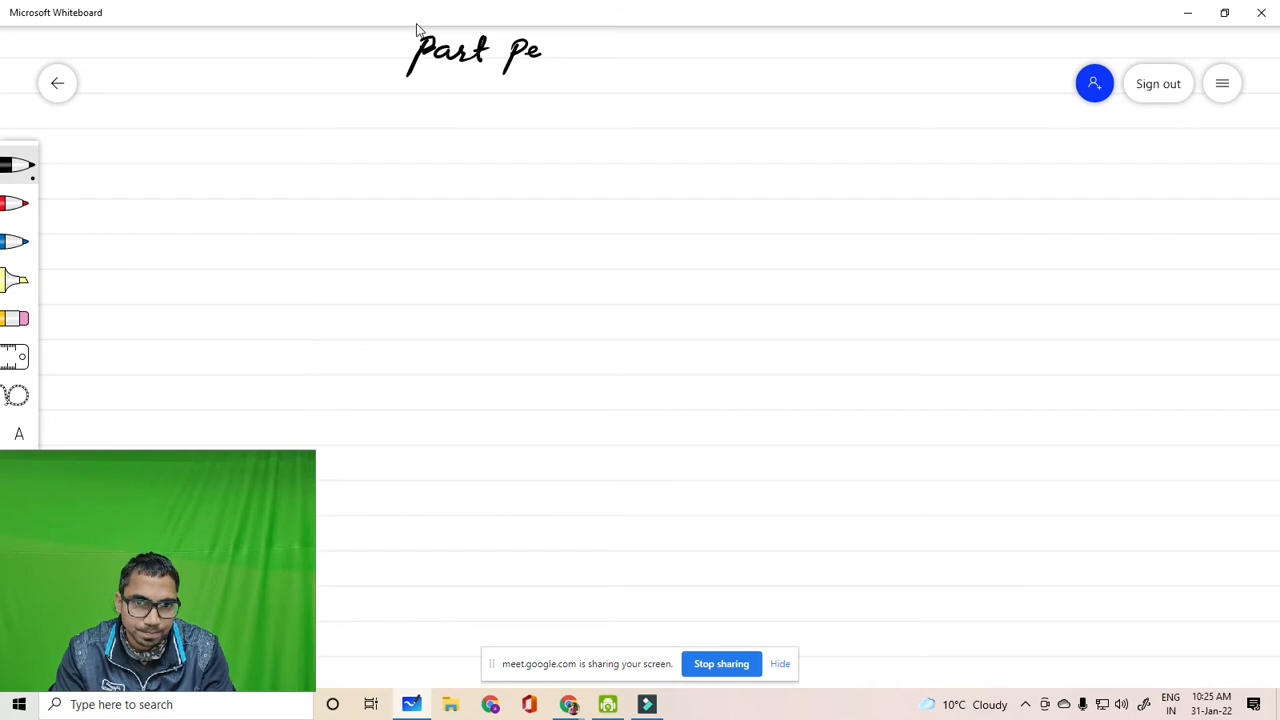 Microsoft Whiteboard
Part Pe
Sign out
A
meet.google.com is sharing your screen.
Stop sharing
Hide
Type here to search
10°C Cloudy
ENG
IN
10:25 AM
31-Jan-22